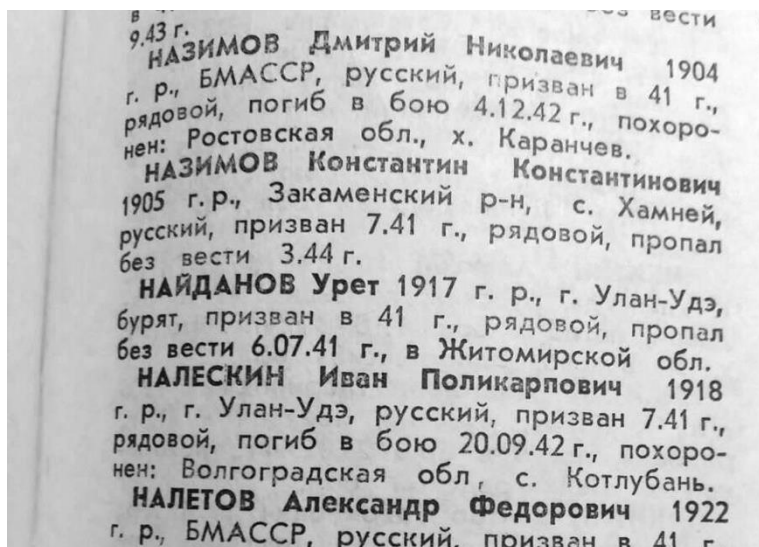 вести
9.43 г.
НАЗИМОВ Дмитрий Николаевич 1904
г. р., БМАССР, русский, призван в 41 г.,
рядовой, погиб в бою 4.12.42 г., похоро-
нен: Ростовская обл., х. Каранчев.
НАЗИМОВ Константин Константинович
1905 г. р., Закаменский р-н, с. Хамней,
русский, призван 7.41 г., рядовой, пропал
без вести 3.44 г.
НАЙДАНОВ Урет 1917 г. р., г. Улан-Удэ,
бурят, призван в 41 г., рядовой, пропал
без вести 6.07.41 г., в Житомирской обл.
НАЛЕСКИН Иван Поликарпович 1918
г. р., г. Улан-Удэ, русский, призван 7.41 г.,
рядовой, погиб в бою 20.09.42 г., похоро-
нен: Волгоградская обл, с. Котлубань.
НАЛЕТОВ Александр Федорович 1922
г. р., БМАССР, русский, призван в 41 г.